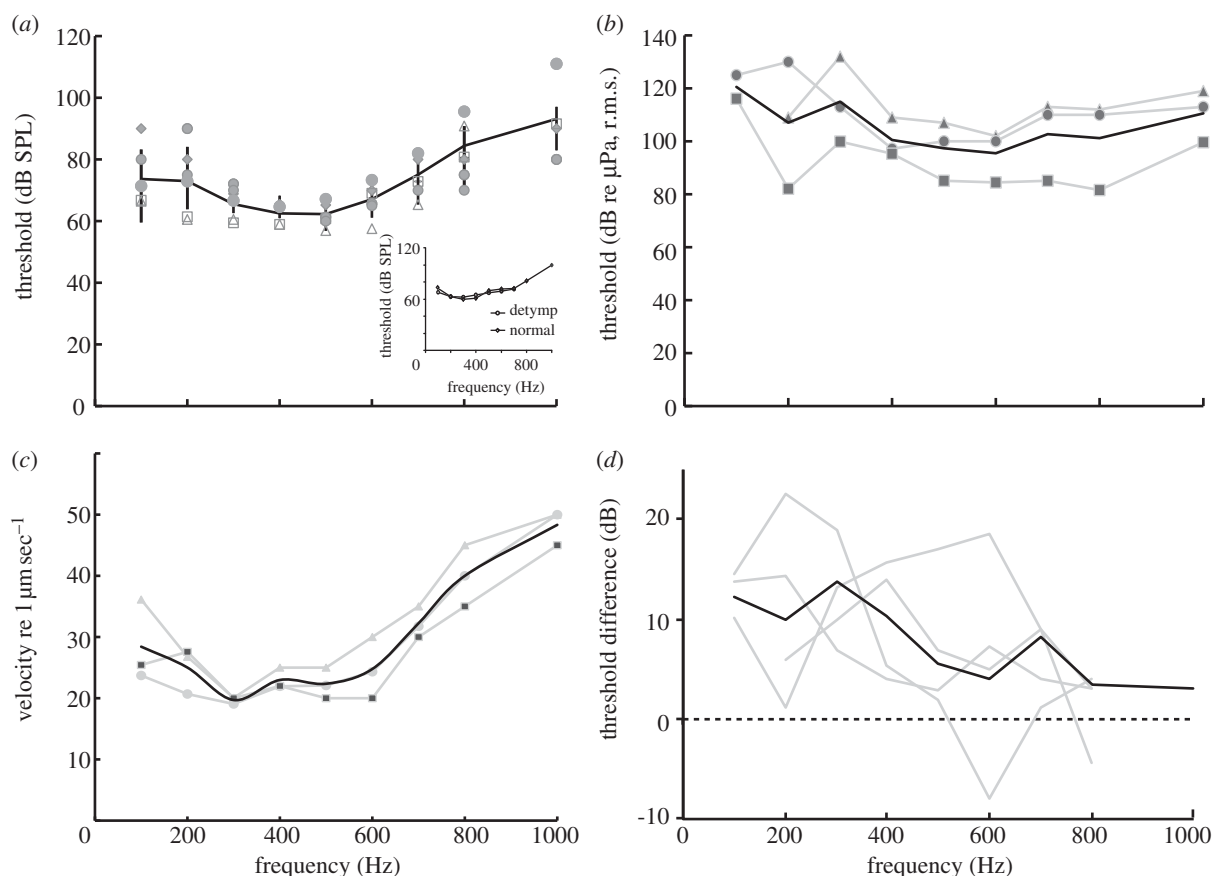 (a)
threshold (dB SPL)
120
100
80
60
40
20
0
threshold (dB SPL)
120
60
0
400
800
frequency (Hz)
detymp
normal
(b)
threshold (dB re µPa, r.m.s.)
140
120
100
80
60
40
20
0
(c)
velocity re 1 µm sec−1
50
40
30
20
10
0
200
400
600
800
1000
frequency (Hz)
(d)
threshold difference (dB)
20
10
0
-10
0
200
400
600
800
1000
frequency (Hz)